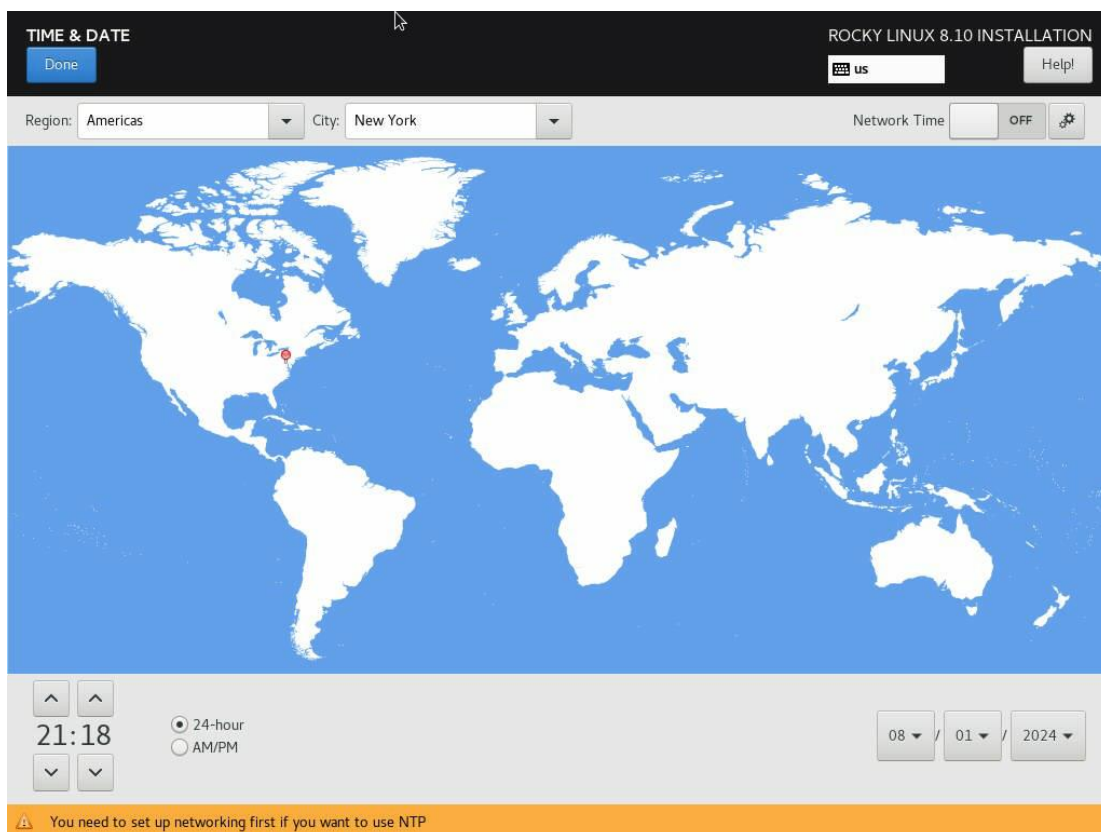 TIME & DATE
ROCKY LINUX 8.10 INSTALLATION
Done
us
Help!
Region: Americas City: New York Network Time OFF
21:18
24-hour
AM/PM
08 / 01 / 2024
You need to set up networking first if you want to use NTP